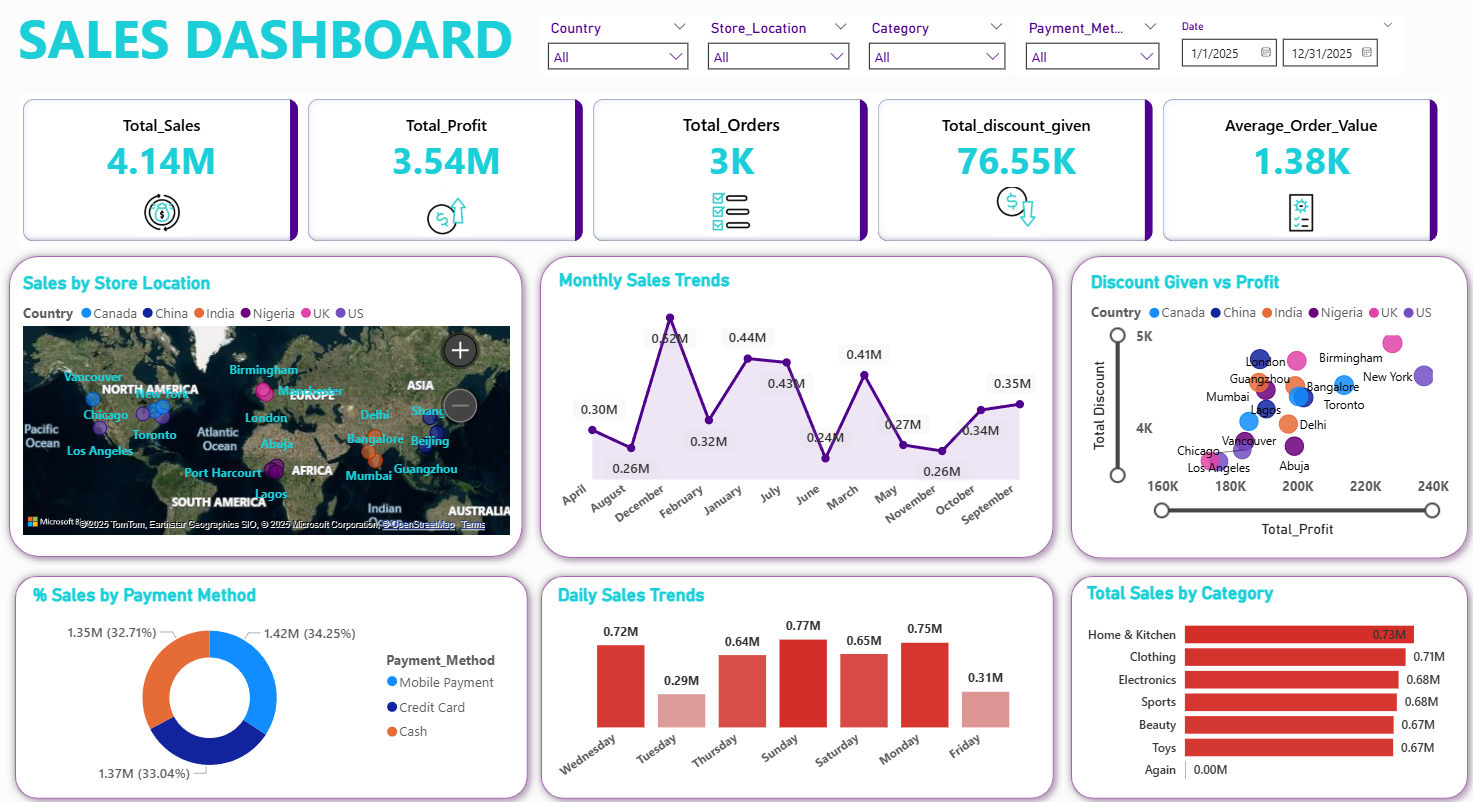 SALES DASHBOARD
Country
All
Store_Location
All
Category
All
Payment_Met...
All
Date
1/1/2025
12/31/2025
Total_Sales
4.14M
Total_Profit
3.54M
Total_Orders
3K
Total_discount_given
76.55K
Average_Order_Value
1.38K
Sales by Store Location
Country Canada China India Nigeria UK US
Vancouver
NORTH AMERICA
New York
Chicago
Toronto
Los Angeles
Pacific
Ocean
Atlantic
Ocean
Birmingham
Manchester
EUROPE
London
ASIA
Delhi
Shang
Bangalore
Beijing
Abuja
Port Harcourt
AFRICA
Mumbai
Guangzhou
Lagos
SOUTH AMERICA
Indian
AUSTRALIA
©2025 TomTom, Earthstar Geographics SIO, © 2025 Microsoft Corporation, © OpenStreetMap Terms
Monthly Sales Trends
0.30M
0.26M
0.52M
0.32M
0.44M
0.43M
0.24M
0.41M
0.27M
0.26M
0.34M
0.35M
April
August
December
February
January
July
June
March
May
November
October
September
Discount Given vs Profit
Country Canada China India Nigeria UK US
Total Discount
5K
4K
London
Birmingham
New York
Guangzhou
Bangalore
Mumbai
Toronto
Lagos
Delhi
Vancouver
Chicago
Los Angeles
Abuja
160K 180K 200K 220K 240K
Total_Profit
% Sales by Payment Method
1.35M (32.71%)
1.42M (34.25%)
1.37M (33.04%)
Payment_Method
Mobile Payment
Credit Card
Cash
Daily Sales Trends
0.72M
0.29M
0.64M
0.77M
0.65M
0.75M
0.31M
Wednesday
Tuesday
Thursday
Sunday
Saturday
Monday
Friday
Total Sales by Category
Home & Kitchen 0.73M
Clothing 0.71M
Electronics 0.68M
Sports 0.68M
Beauty 0.67M
Toys 0.67M
Again 0.00M